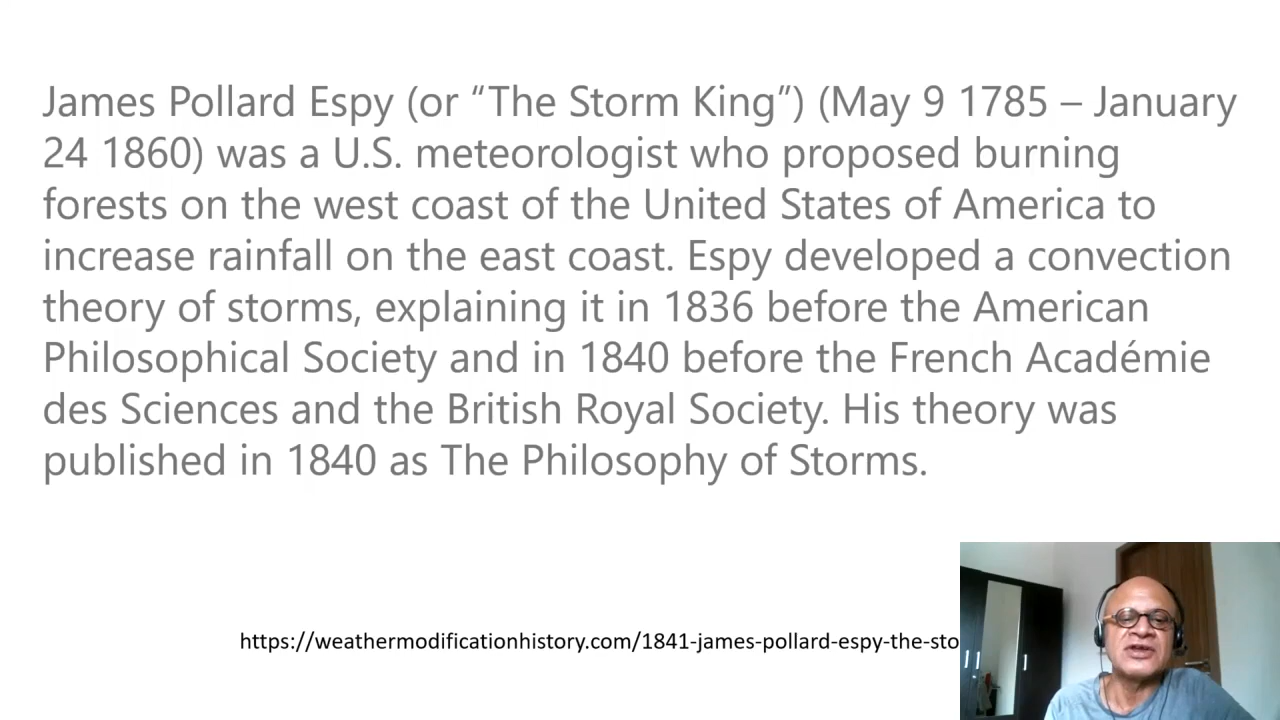 James Pollard Espy (or “The Storm King”) (May 9 1785 – January
24 1860) was a U.S. meteorologist who proposed burning
forests on the west coast of the United States of America to
increase rainfall on the east coast. Espy developed a convection
theory of storms, explaining it in 1836 before the American
Philosophical Society and in 1840 before the French Académie
des Sciences and the British Royal Society. His theory was
published in 1840 as The Philosophy of Storms.
https://weathermodificationhistory.com/1841-james-pollard-espy-the-sto